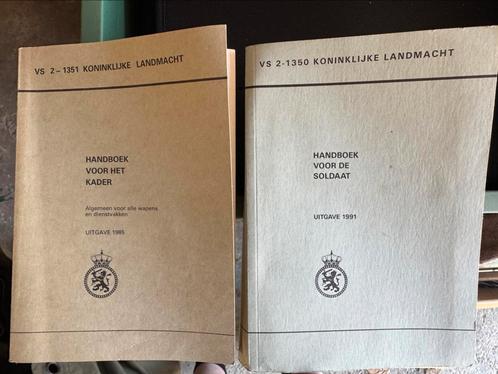 VS 2–1351 KONINKLIJKE LANDMACHT
HANDBOEK
VOOR HET
KADER
Algemeen voor alle wapens
en dienstvakken
UITGAVE 1985
VS 2-1350 KONINKLIJKE LANDMACHT
HANDBOEK
VOOR DE
SOLDAAT
UITGAVE 1991